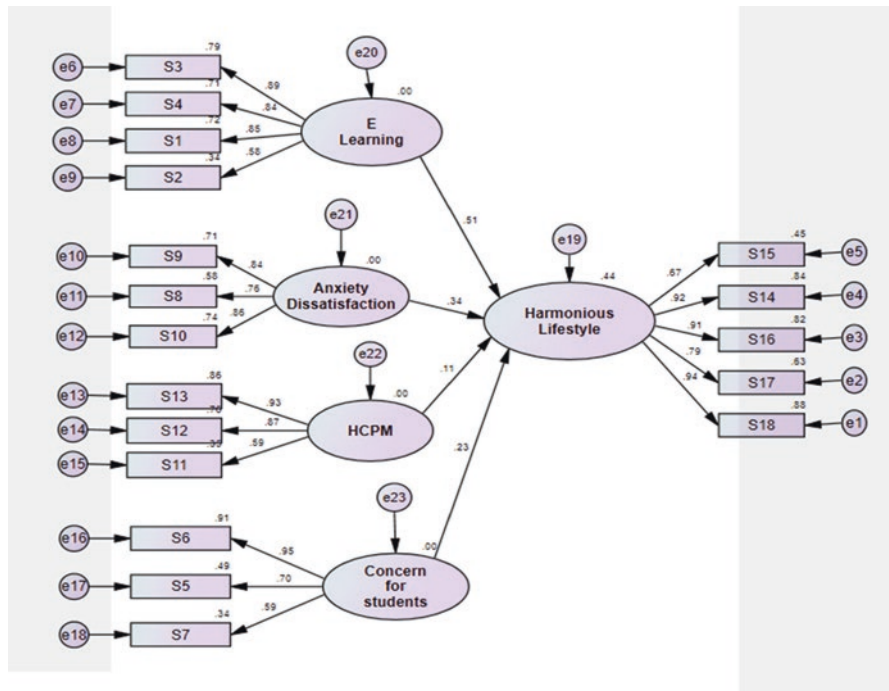 e20
.79
.00
e6
S3
.89
.71
e7
S4
.84
E
Learning
.72
e8
S1
.85
.34
e9
S2
.58
e21
.51
.71
.00
e19
.45
e10
S9
.84
S15
e5
.58
Anxiety
Dissatisfaction
.44
.67
.84
e11
S8
.76
.34
Harmonious
Lifestyle
.92
S14
e4
.74
.86
.82
e12
S10
.91
S16
e3
e22
.79
.63
.86
.00
.11
S17
e2
e13
S13
.93
.94
.88
e14
S12
.87
HCPM
S18
e1
e15
S11
.59
.23
e23
.91
.00
e16
S6
.95
.49
Concern
for
students
e17
S5
.70
.34
.59
e18
S7